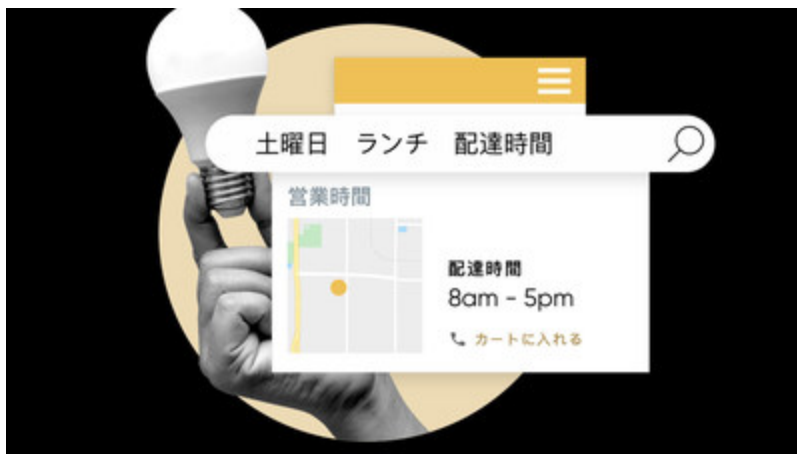 土曜日 ランチ 配達時間
営業時間
配達時間
8am - 5pm
カートに入れる